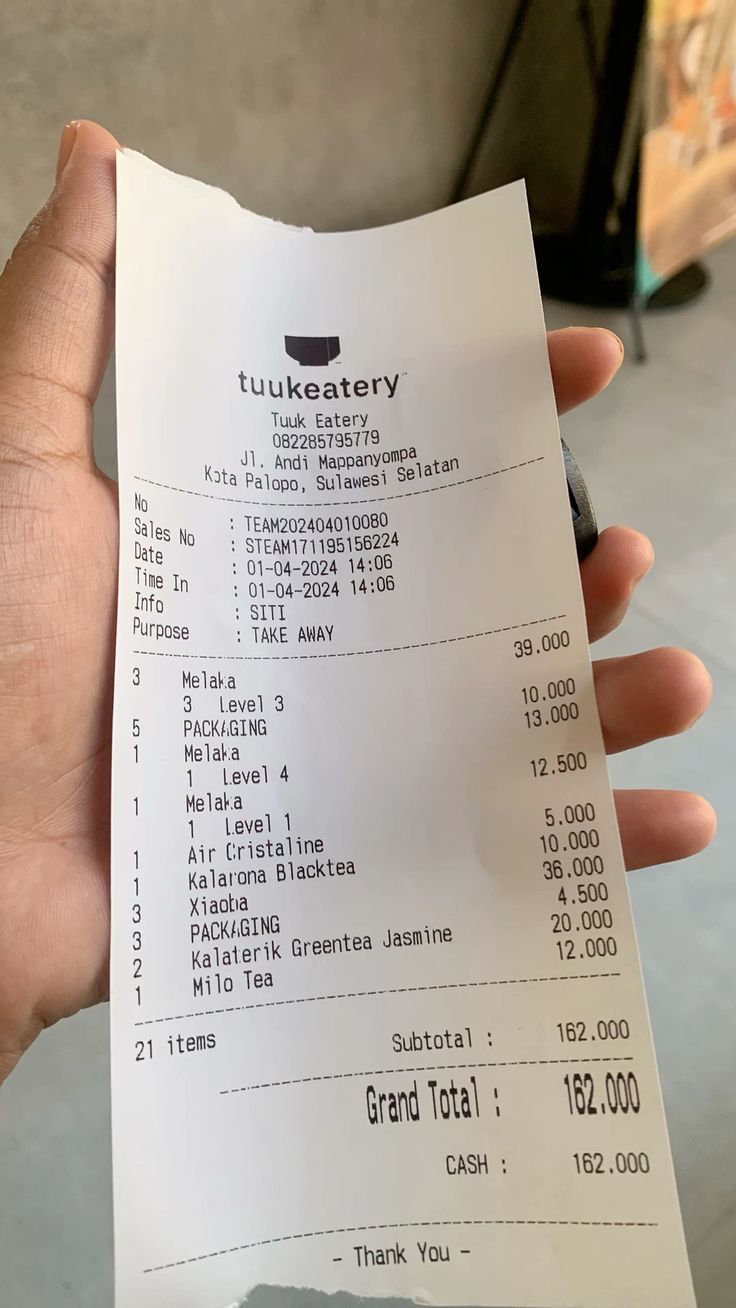 tuukeatery
Tuuk Eatery
082285795779
Jl. Andi Mappanyompa
Kota Palopo, Sulawesi Selatan
No : TEAM202404010080
Sales No : STEAM171195156224
Date : 01-04-2024 14:06
Time In : 01-04-2024 14:06
Info : SITI
Purpose : TAKE AWAY
3 Melaka 39.000
3 Level 3
5 PACKAGING 10.000
1 Melaka 13.000
1 Level 4
1 Melaka 12.500
1 Level 1
1 Air Cristaline 5.000
1 Kalarona Blacktea 10.000
3 Xiaoba 36.000
3 PACKAGING 4.500
2 Kalaterik Greentea Jasmine 20.000
1 Milo Tea 12.000
21 items Subtotal : 162.000
Grand Total : 162.000
CASH : 162.000
- Thank You -